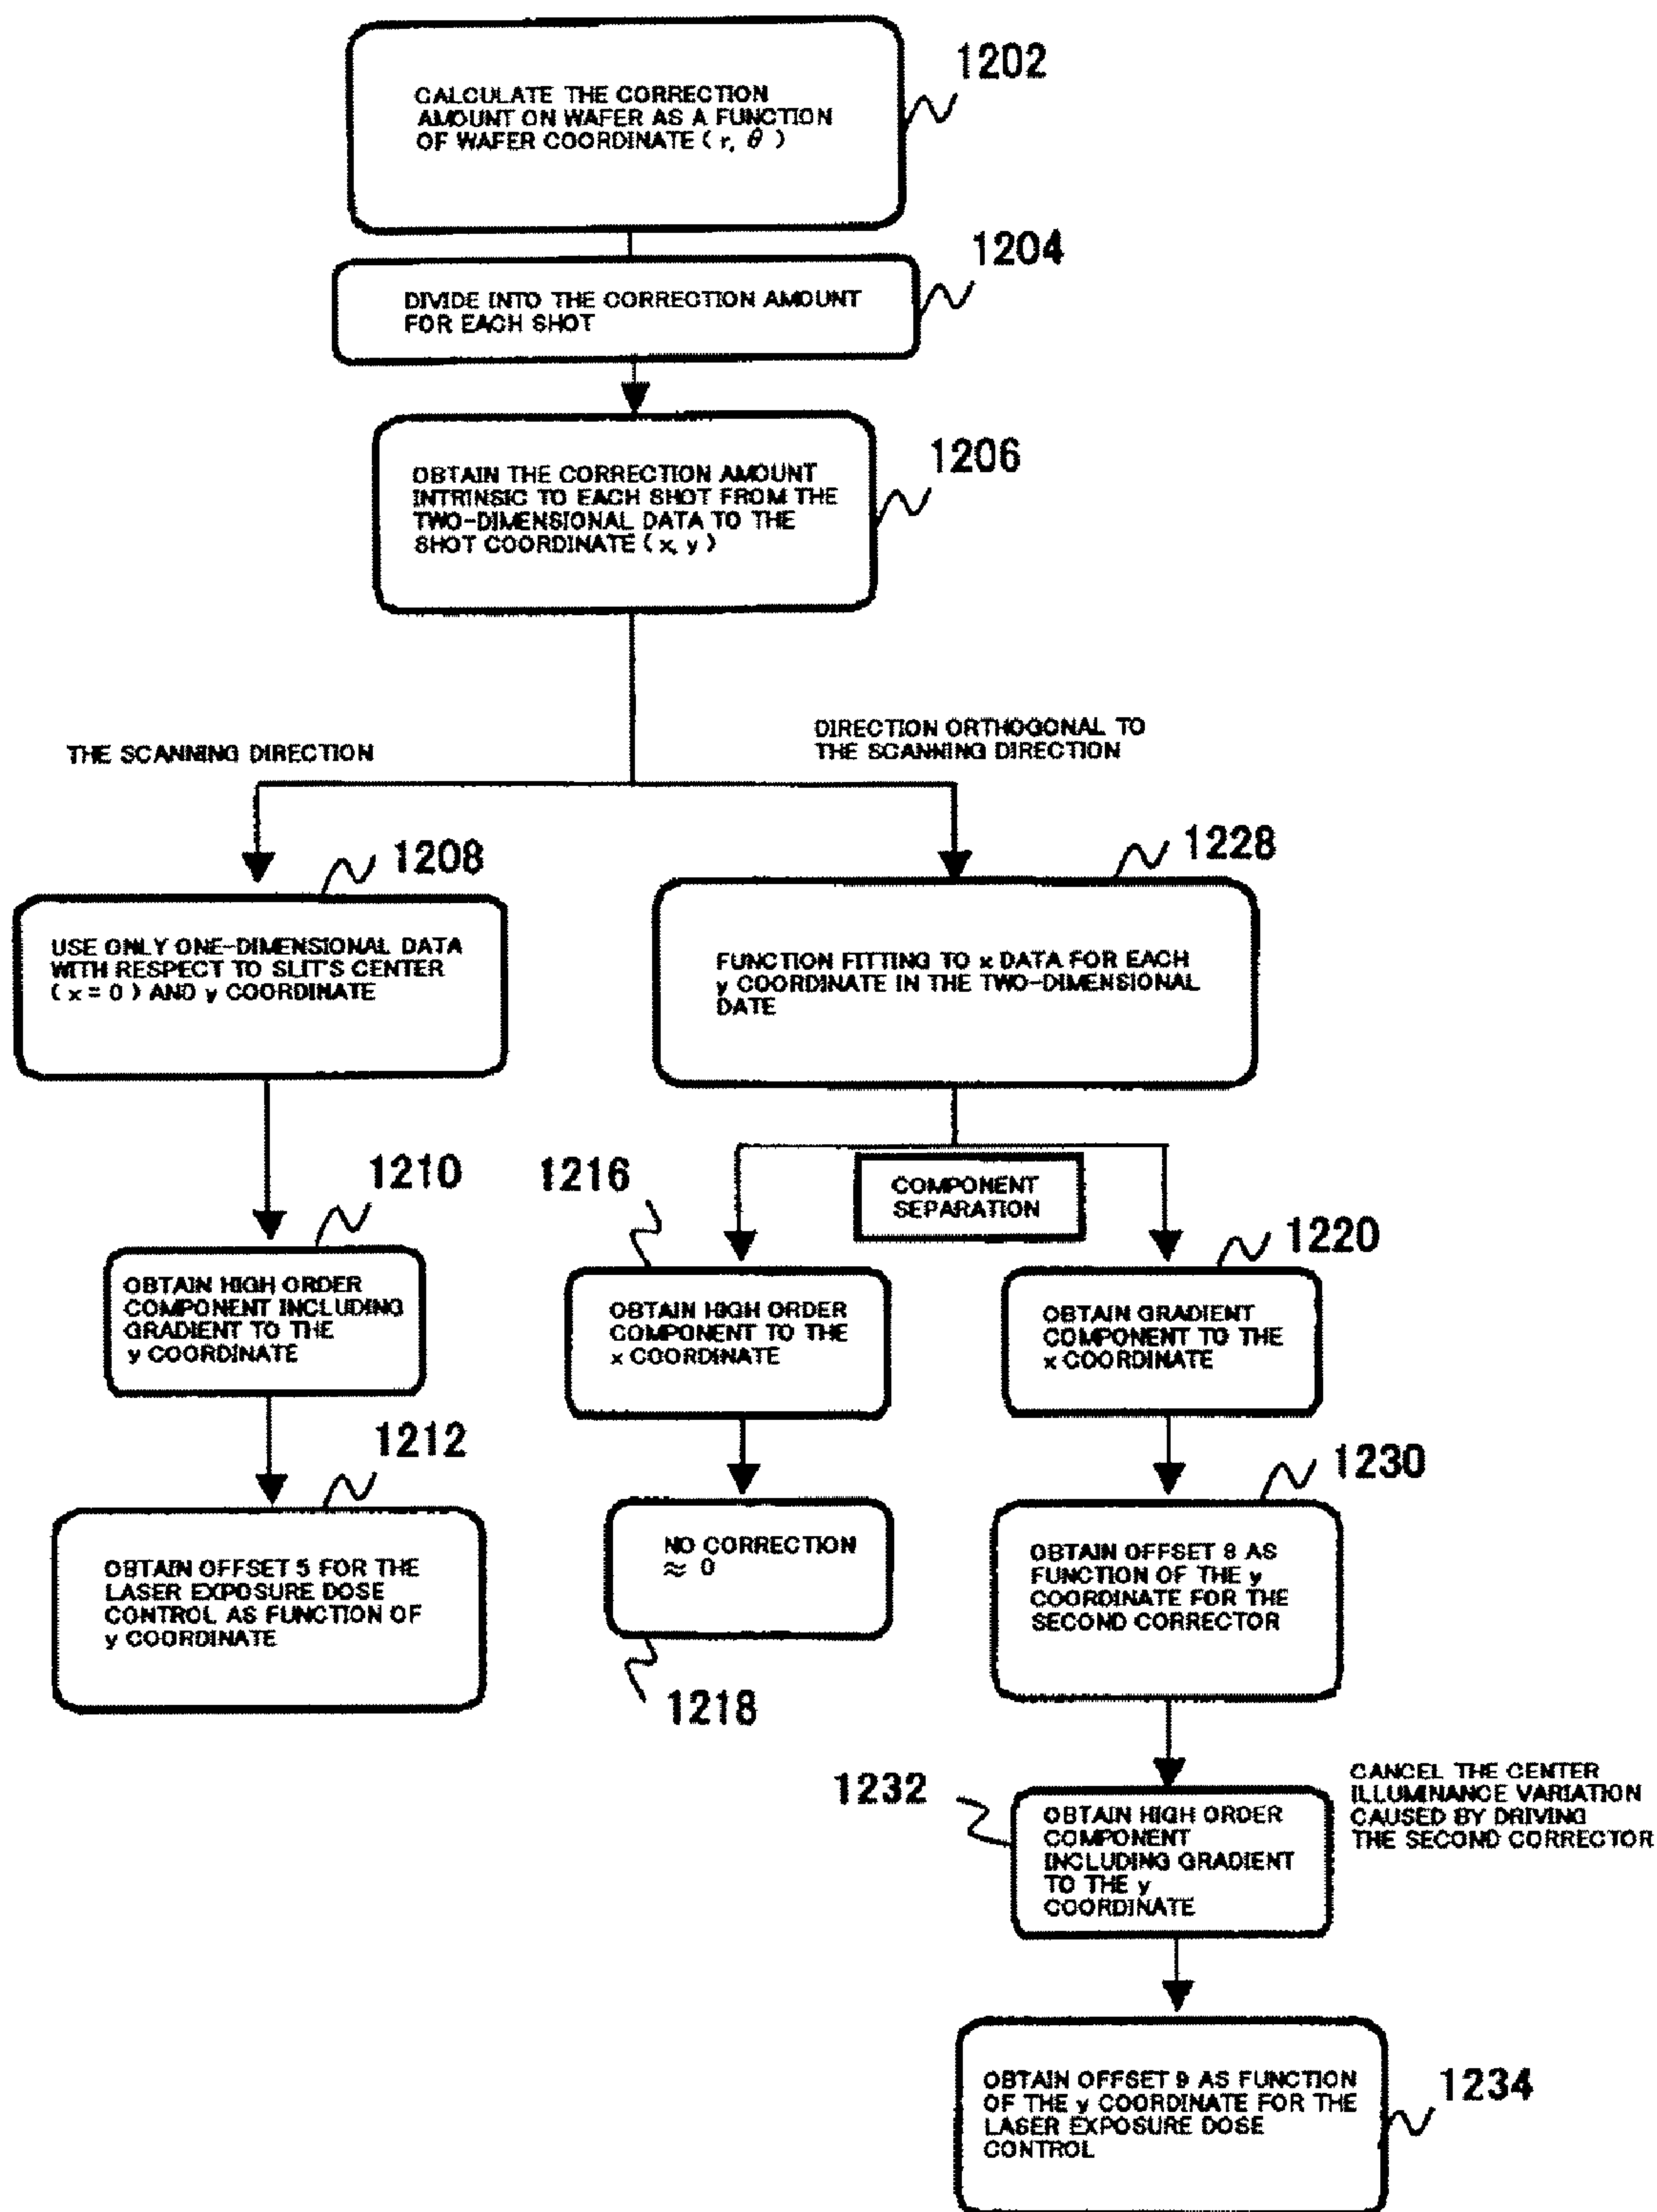 1202
CALCULATE THE CORRECTION
AMOUNT ON WAFER AS A FUNCTION
OF WAFER COORDINATE ( r, θ )
1204
DIVIDE INTO THE CORRECTION AMOUNT
FOR EACH SHOT
1206
OBTAIN THE CORRECTION AMOUNT
INTRINSIC TO EACH SHOT FROM THE
TWO-DIMENSIONAL DATA TO THE
SHOT COORDINATE ( x, y )
THE SCANNING DIRECTION
DIRECTION ORTHOGONAL TO
THE SCANNING DIRECTION
1208
USE ONLY ONE-DIMENSIONAL DATA
WITH RESPECT TO SLIT'S CENTER
( x = 0 ) AND y COORDINATE
1228
FUNCTION FITTING TO x DATA FOR EACH
y COORDINATE IN THE TWO-DIMENSIONAL
DATE
COMPONENT
SEPARATION
1210
OBTAIN HIGH ORDER
COMPONENT INCLUDING
GRADIENT TO THE
y COORDINATE
1216
OBTAIN HIGH ORDER
COMPONENT TO THE
x COORDINATE
1220
OBTAIN GRADIENT
COMPONENT TO THE
x COORDINATE
1212
OBTAIN OFFSET 5 FOR THE
LASER EXPOSURE DOSE
CONTROL AS FUNCTION OF
y COORDINATE
NO CORRECTION
≈ 0
1218
1230
OBTAIN OFFSET 8 AS
FUNCTION OF THE y
COORDINATE FOR THE
SECOND CORRECTOR
1232
OBTAIN HIGH ORDER
COMPONENT
INCLUDING GRADIENT
TO THE y
COORDINATE
CANCEL THE CENTER
ILLUMINANCE VARIATION
CAUSED BY DRIVING
THE SECOND CORRECTOR
1234
OBTAIN OFFSET 9 AS FUNCTION
OF THE y COORDINATE FOR THE
LASER EXPOSURE DOSE
CONTROL